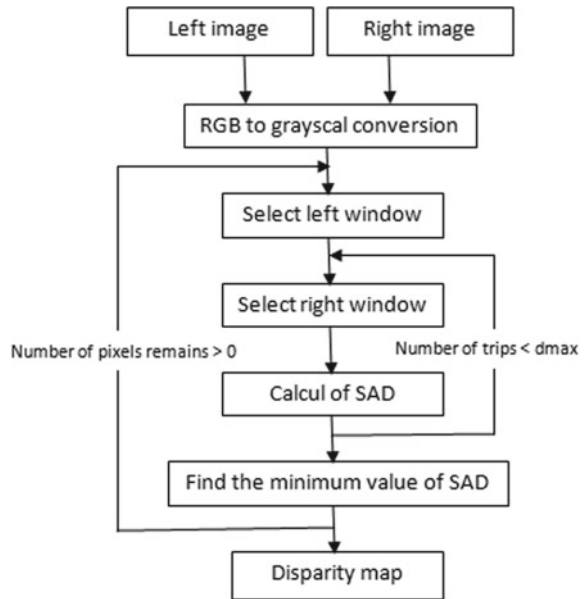 Left image
Right image
RGB to grayscal conversion
Select left window
Select right window
Number of pixels remains > 0
Number of trips < dmax
Calcul of SAD
Find the minimum value of SAD
Disparity map